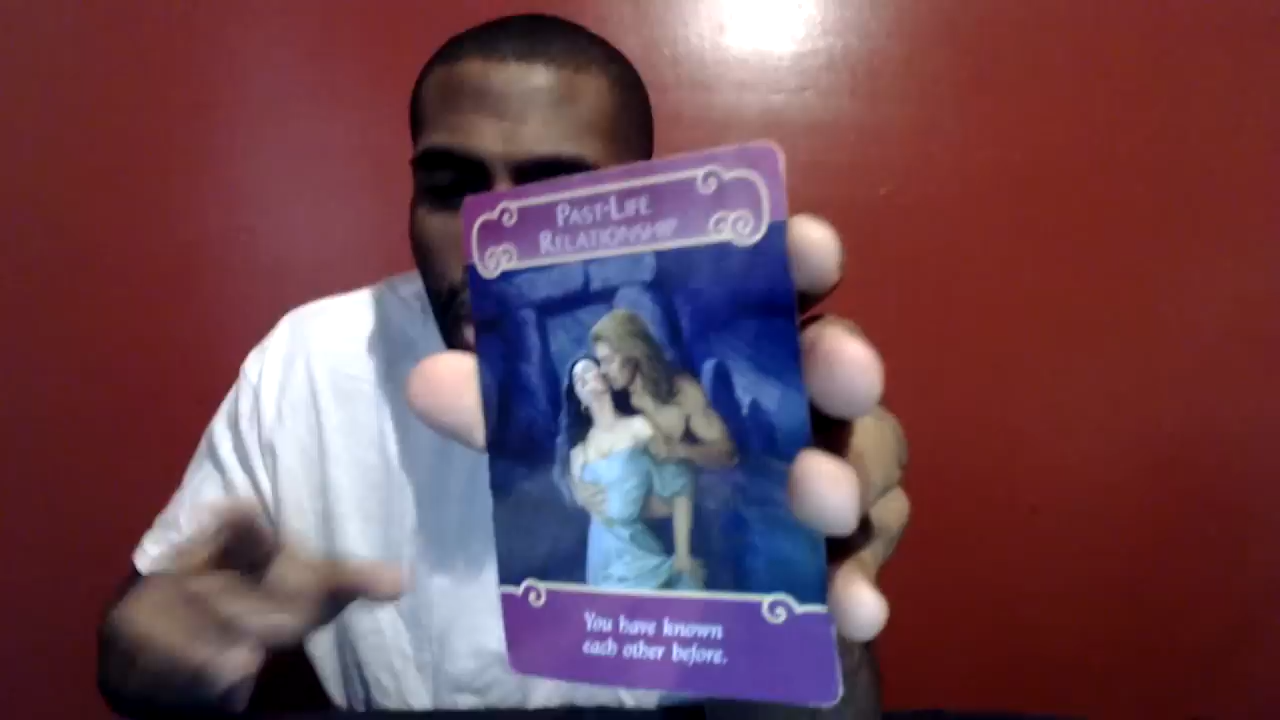 PAST-LIFE
RELATIONSHIP
You have known
each other before.